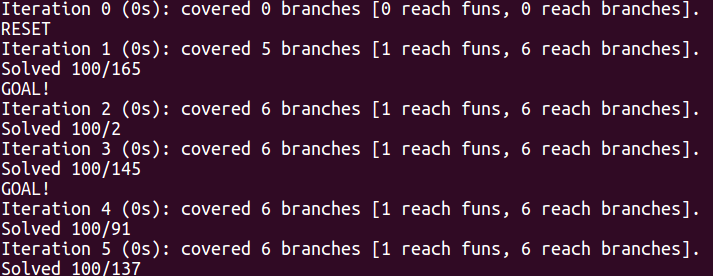 Iteration 0 (0s): covered 0 branches [0 reach funs, 0 reach branches].
RESET
Iteration 1 (0s): covered 5 branches [1 reach funs, 6 reach branches].
Solved 100/165
GOAL!
Iteration 2 (0s): covered 6 branches [1 reach funs, 6 reach branches].
Solved 100/2
Iteration 3 (0s): covered 6 branches [1 reach funs, 6 reach branches].
Solved 100/145
GOAL!
Iteration 4 (0s): covered 6 branches [1 reach funs, 6 reach branches].
Solved 100/91
Iteration 5 (0s): covered 6 branches [1 reach funs, 6 reach branches].
Solved 100/137